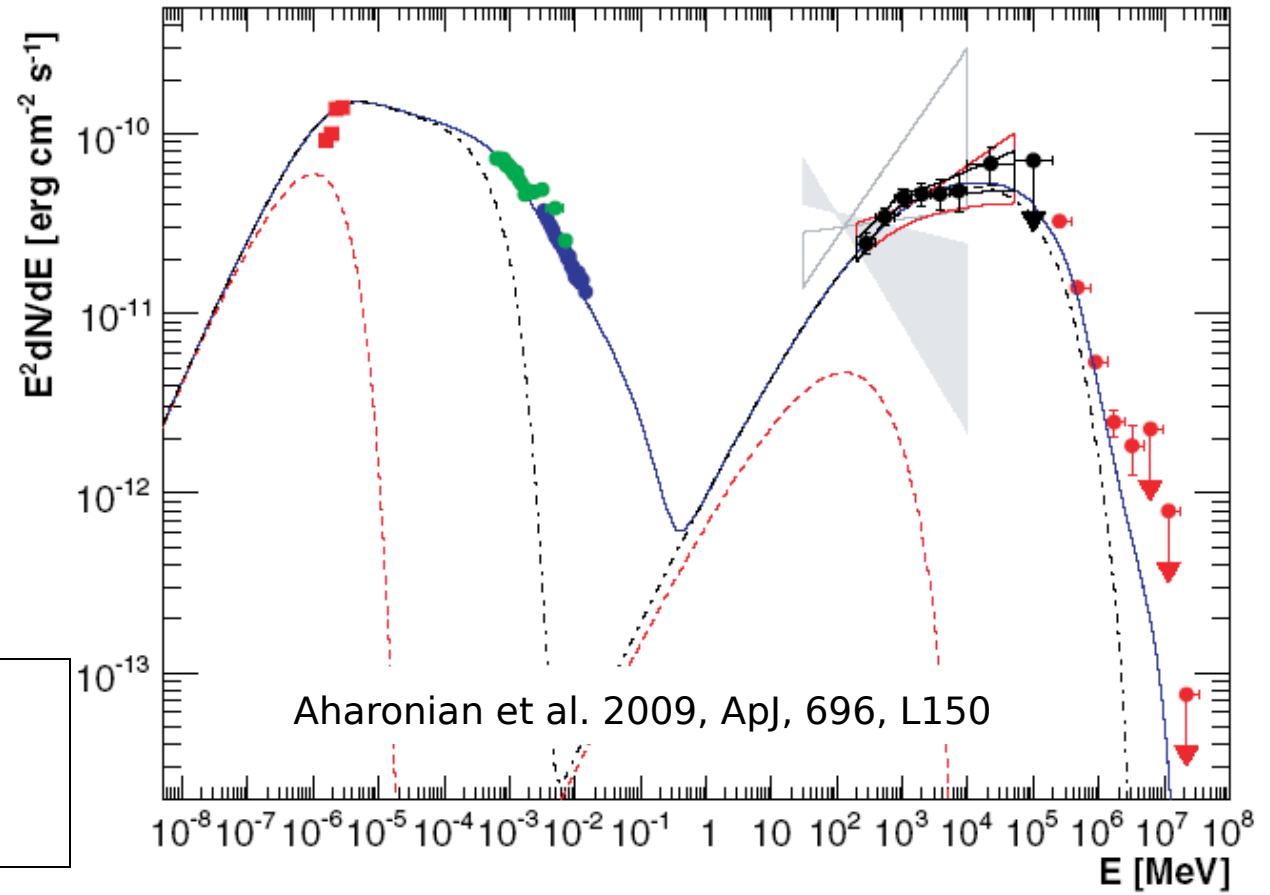 E²dN/dE [erg cm⁻² s⁻¹]
10⁻¹⁰
10⁻¹¹
10⁻¹²
10⁻¹³
Aharonian et al. 2009, ApJ, 696, L150
10⁻⁸ 10⁻⁷ 10⁻⁶ 10⁻⁵ 10⁻⁴ 10⁻³ 10⁻² 10⁻¹ 1 10 10² 10³ 10⁴ 10⁵ 10⁶ 10⁷ 10⁸
E [MeV]